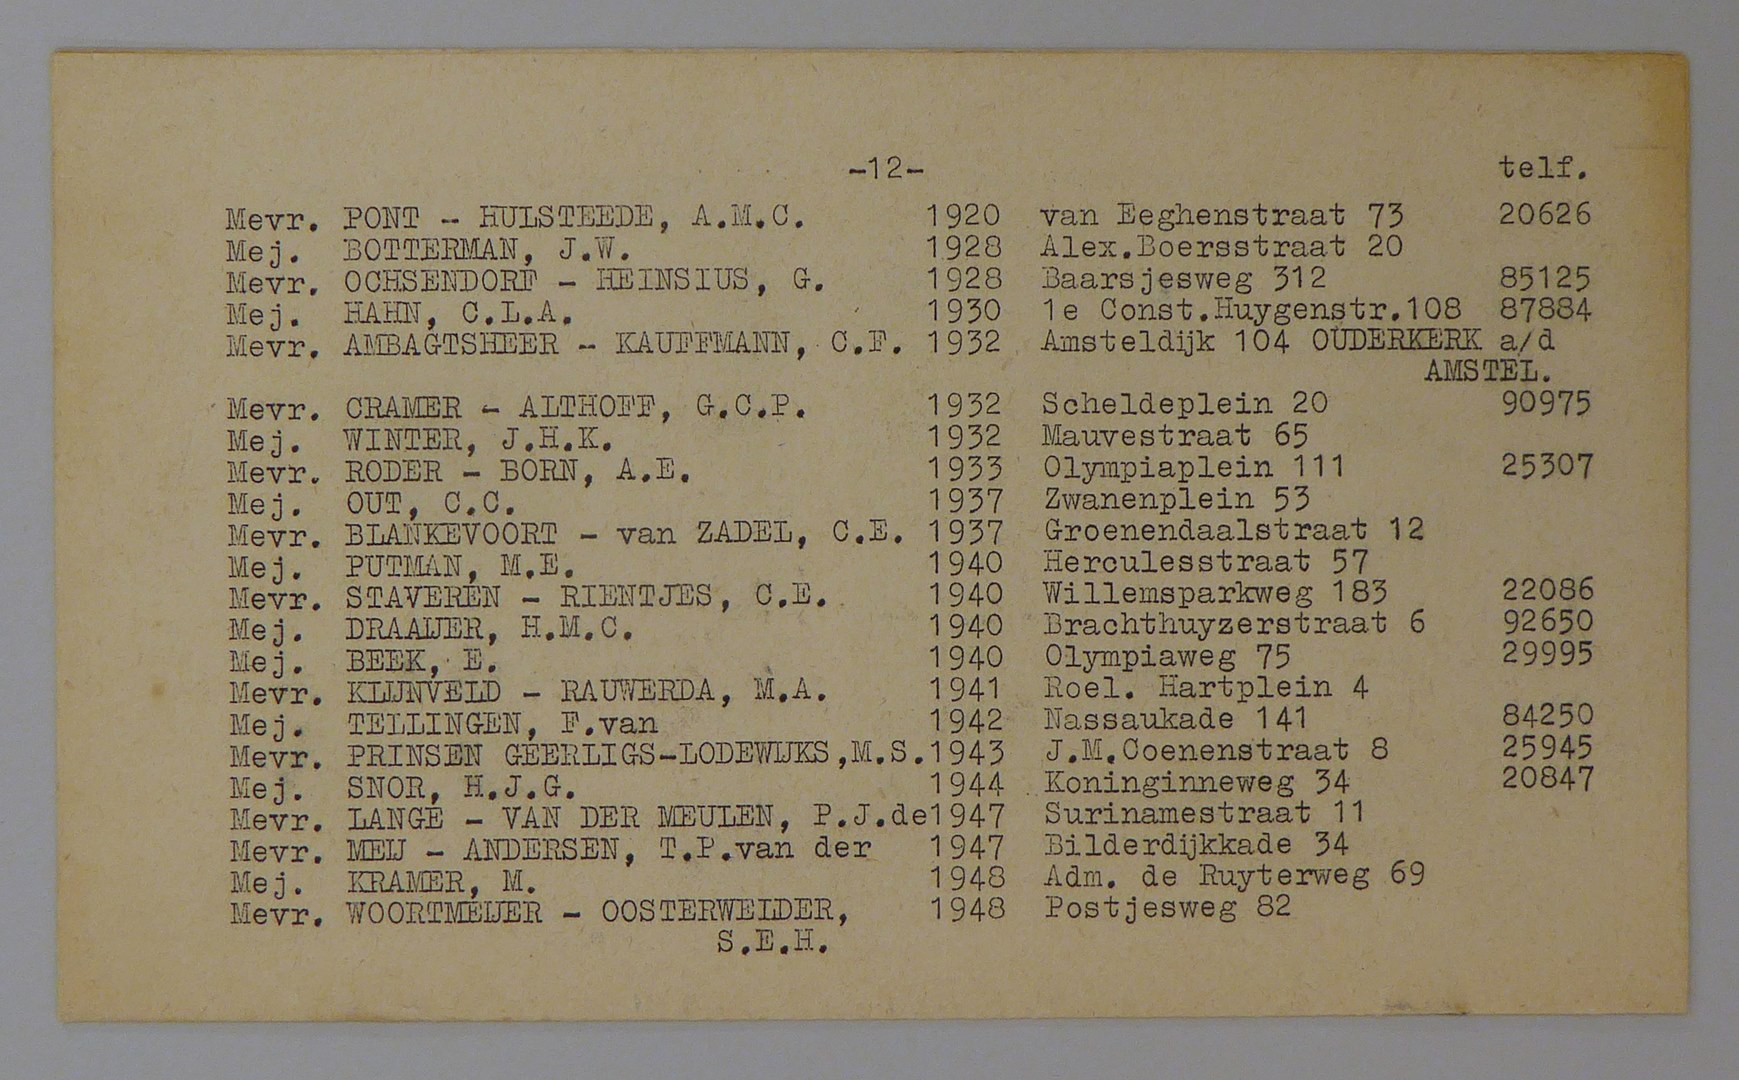 -12- telf.
Mevr. PONT - HULSTEEDE, A.M.C. 1920 van Eeghenstraat 73 20626
Mej. BOTTERMAN, J.W. 1928 Alex.Boersstraat 20
Mevr. OCHSENDORF - HEINSIUS, G. 1928 Baarsjesweg 312 85125
Mej. HAHN, C.L.A. 1930 1e Const.Huygenstr.108 87884
Mevr. AMBAGTSHEER - KAUFFMANN, C.F. 1932 Amsteldijk 104 OUDERKERK a/d
AMSTEL.
Mevr. CRAMER - ALTHOFF, G.C.P. 1932 Scheldeplein 20 90975
Mej. WINTER, J.H.K. 1932 Mauvestraat 65
Mevr. RODER - BORN, A.E. 1933 Olympiaplein 111 25307
Mej. OUT, C.C. 1937 Zwanenplein 53
Mevr. BLANKEVOORT - van ZADEL, C.E. 1937 Groenendaalstraat 12
Mej. PUTMAN, M.E. 1940 Herculesstraat 57
Mevr. STAVEREN - RIENTJES, C.E. 1940 Willemsparkweg 183 22086
Mej. DRAAIJER, H.M.C. 1940 Brachthuyzerstraat 6 92650
Mej. BEEK, E. 1940 Olympiaweg 75 29995
Mevr. KLIJNVELD - RAUWERDA, M.A. 1941 Roel. Hartplein 4
Mej. TELLINGEN, F.van 1942 Nassaukade 141 84250
Mevr. PRINSEN GEERLIGS-LODEWIJKS,M.S.1943 J.M.Coenenstraat 8 25945
Mej. SNOR, H.J.G. 1944 Koninginneweg 34 20847
Mevr. LANGE - VAN DER MEULEN, P.J.de1947 Surinamestraat 11
Mevr. MEIJ - ANDERSEN, T.P.van der 1947 Bilderdijkkade 34
Mej. KRAMER, M. 1948 Adm. de Ruyterweg 69
Mevr. WOORTMEIJER - OOSTERWEIDER, 1948 Postjesweg 82
S.E.H.